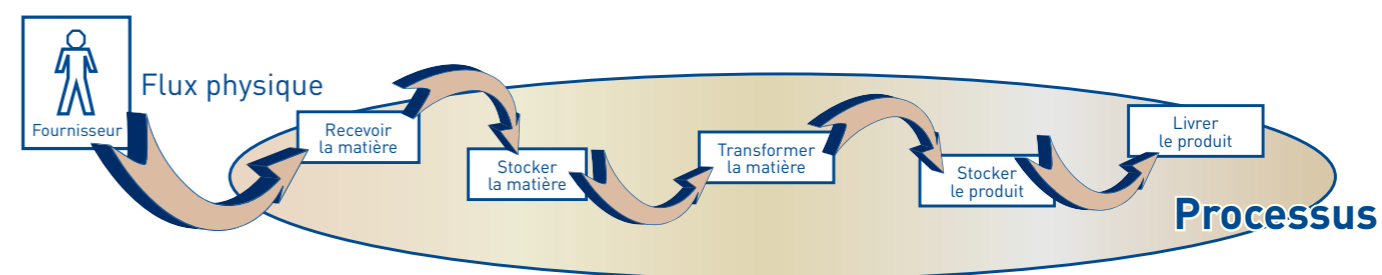 Flux physique
Fournisseur
Recevoir
la matière
Stocker
la matière
Transformer
la matière
Stocker
le produit
Livrer
le produit
Processus